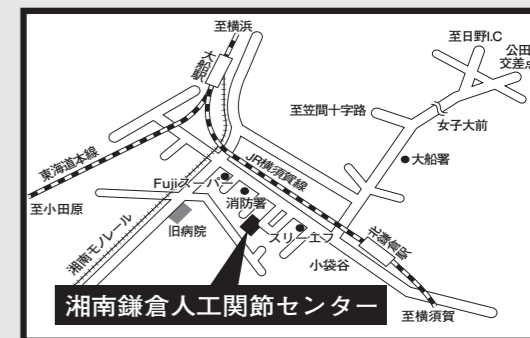 至横浜
至日野I.C
公田
交差点
大船駅
至笠間十字路
女子大前
東海道本線
JR横須賀線
大船署
Fujiスーパー
消防署
至小田原
旧病院
スリーエフ
北鎌倉駅
湘南モノレール
小袋谷
湘南鎌倉人工関節センター
至横須賀